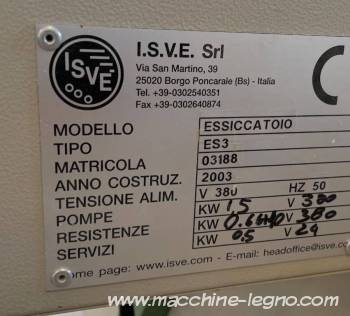 I.S.V.E. Srl
Via San Martino, 39
25020 Borgo Poncarale (Bs) - Italia
Tel. +39-0302540351
Fax +39-0302640874
ISVE
MODELLO ESSICCATOIO
TIPO ES3
MATRICOLA 03188
ANNO COSTRUZ. 2003
TENSIONE ALIM. V 380 HZ 50
POMPE KW 1,5 V 380
RESISTENZE KW V 380
SERVIZI KW 0,5 V 24
ome page: www.isve.com - E-mail: headoffice@isve.co
www.macchine-legno.com